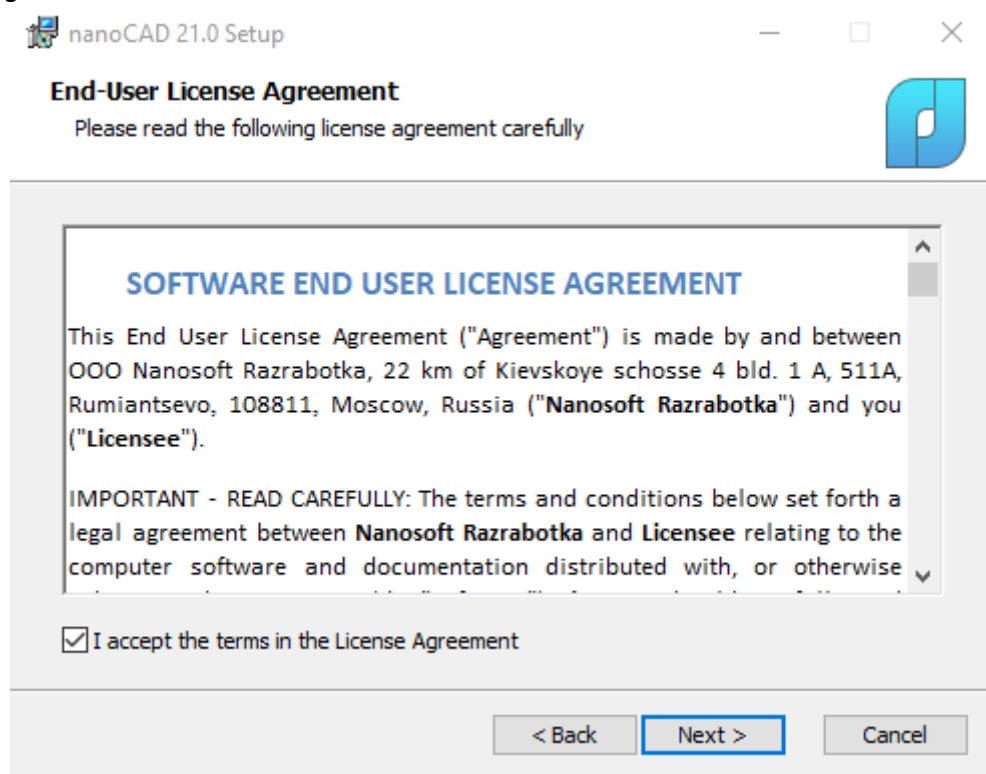 nanoCAD 21.0 Setup
End-User License Agreement
Please read the following license agreement carefully
SOFTWARE END USER LICENSE AGREEMENT
This End User License Agreement ("Agreement") is made by and between
OOO Nanosoft Razrabotka, 22 km of Kievskoye schosse 4 bld. 1 A, 511A,
Rumiantsevo, 108811, Moscow, Russia ("Nanosoft Razrabotka") and you
("Licensee").
IMPORTANT - READ CAREFULLY: The terms and conditions below set forth a
legal agreement between Nanosoft Razrabotka and Licensee relating to the
computer software and documentation distributed with, or otherwise
I accept the terms in the License Agreement
< Back
Next >
Cancel